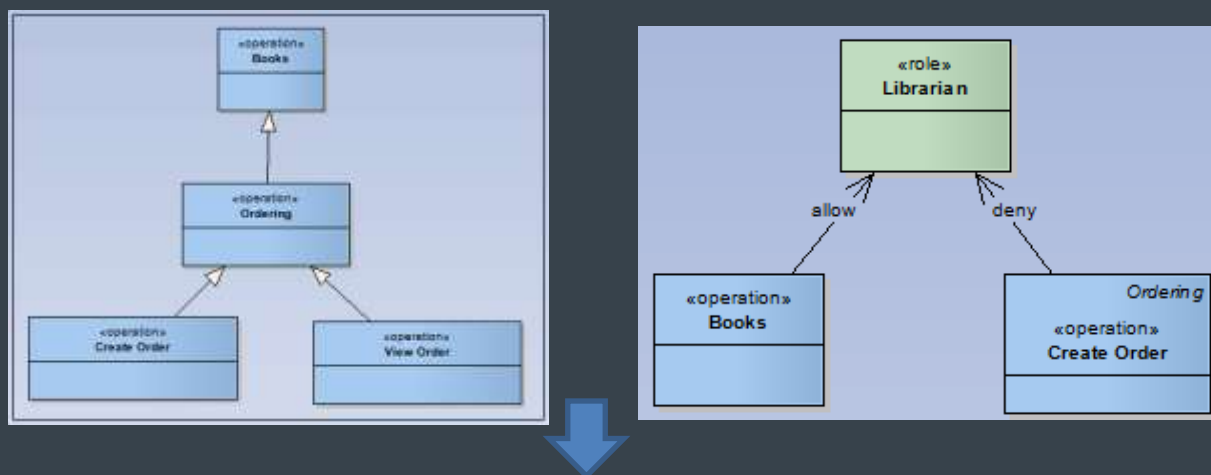 «operation»
Books
«operation»
Ordering
«operation»
Create Order
«operation»
View Order
«role»
Librarian
allow
deny
«operation»
Books
Ordering
«operation»
Create Order